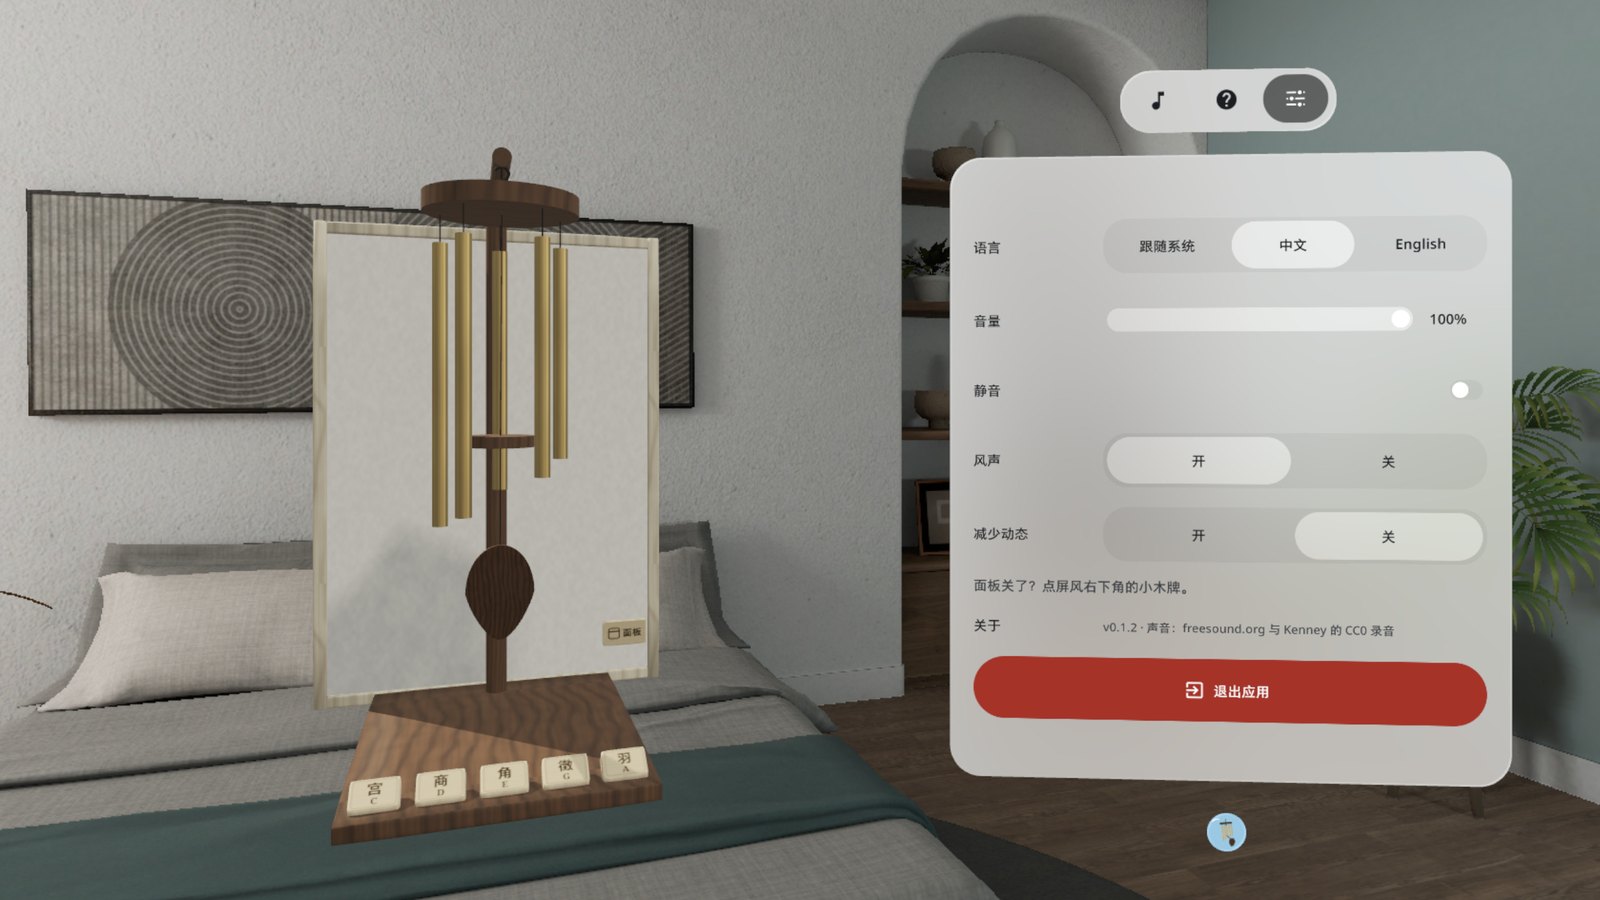 语言
跟随系统
中文
English
音量
100%
静音
风声
开
关
减少动态
开
关
面板关了？点屏风右下角的小木牌。
关于
v0.1.2 · 声音：freesound.org 与 Kenney 的 CC0 录音
退出应用
面板
宫
C
商
D
角
E
徵
G
羽
A